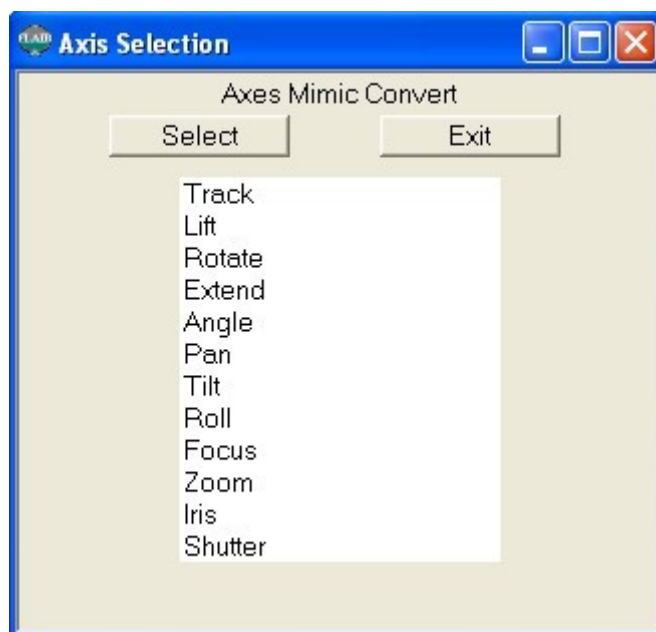 Axis Selection
Axes Mimic Convert
Select Exit
Track
Lift
Rotate
Extend
Angle
Pan
Tilt
Roll
Focus
Zoom
Iris
Shutter